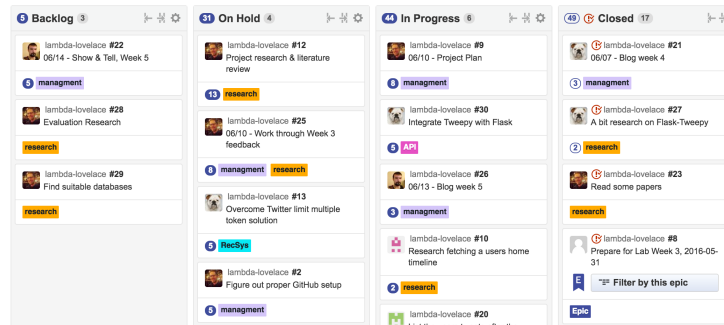 5 Backlog 3
lambda-lovelace #22
06/14 - Show & Tell, Week 5
5 managment
lambda-lovelace #28
Evaluation Research
research
lambda-lovelace #29
Find suitable databases
research
31 On Hold 4
lambda-lovelace #12
Project research & literature
review
13 research
lambda-lovelace #25
06/10 - Work through Week 3
feedback
8 managment research
lambda-lovelace #13
Overcome Twitter limit multiple
token solution
5 RecSys
lambda-lovelace #2
Figure out proper GitHub setup
5 managment
44 In Progress 6
lambda-lovelace #9
06/10 - Project Plan
8 managment
lambda-lovelace #30
Integrate Tweepy with Flask
5 API
lambda-lovelace #26
06/13 - Blog week 5
3 managment
lambda-lovelace #10
Research fetching a users home
timeline
2 research
lambda-lovelace #20
49 Closed 17
lambda-lovelace #21
06/07 - Blog week 4
3 managment
lambda-lovelace #27
A bit research on Flask-Tweepy
2 research
lambda-lovelace #23
Read some papers
research
lambda-lovelace #8
Prepare for Lab Week 3, 2016-05-
31
E Filter by this epic
Epic